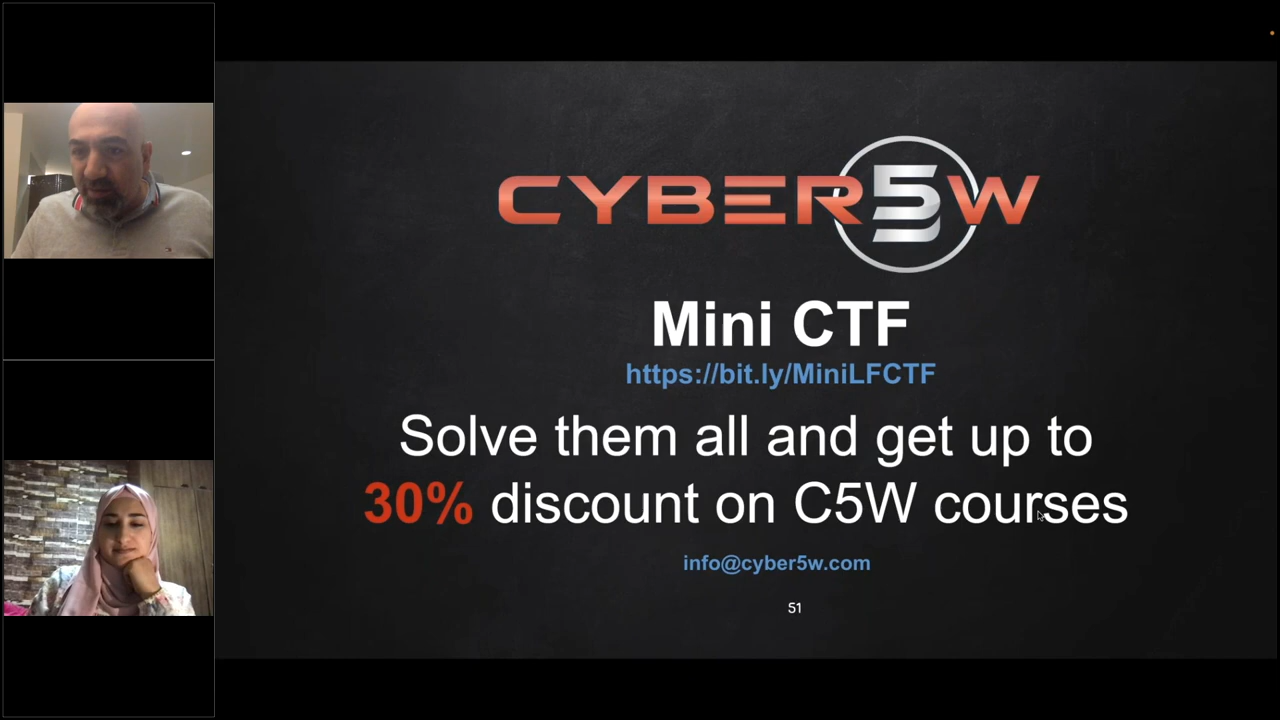 CYBER5W
Mini CTF
https://bit.ly/MiniLFCTF
Solve them all and get up to
30% discount on C5W courses
info@cyber5w.com
51